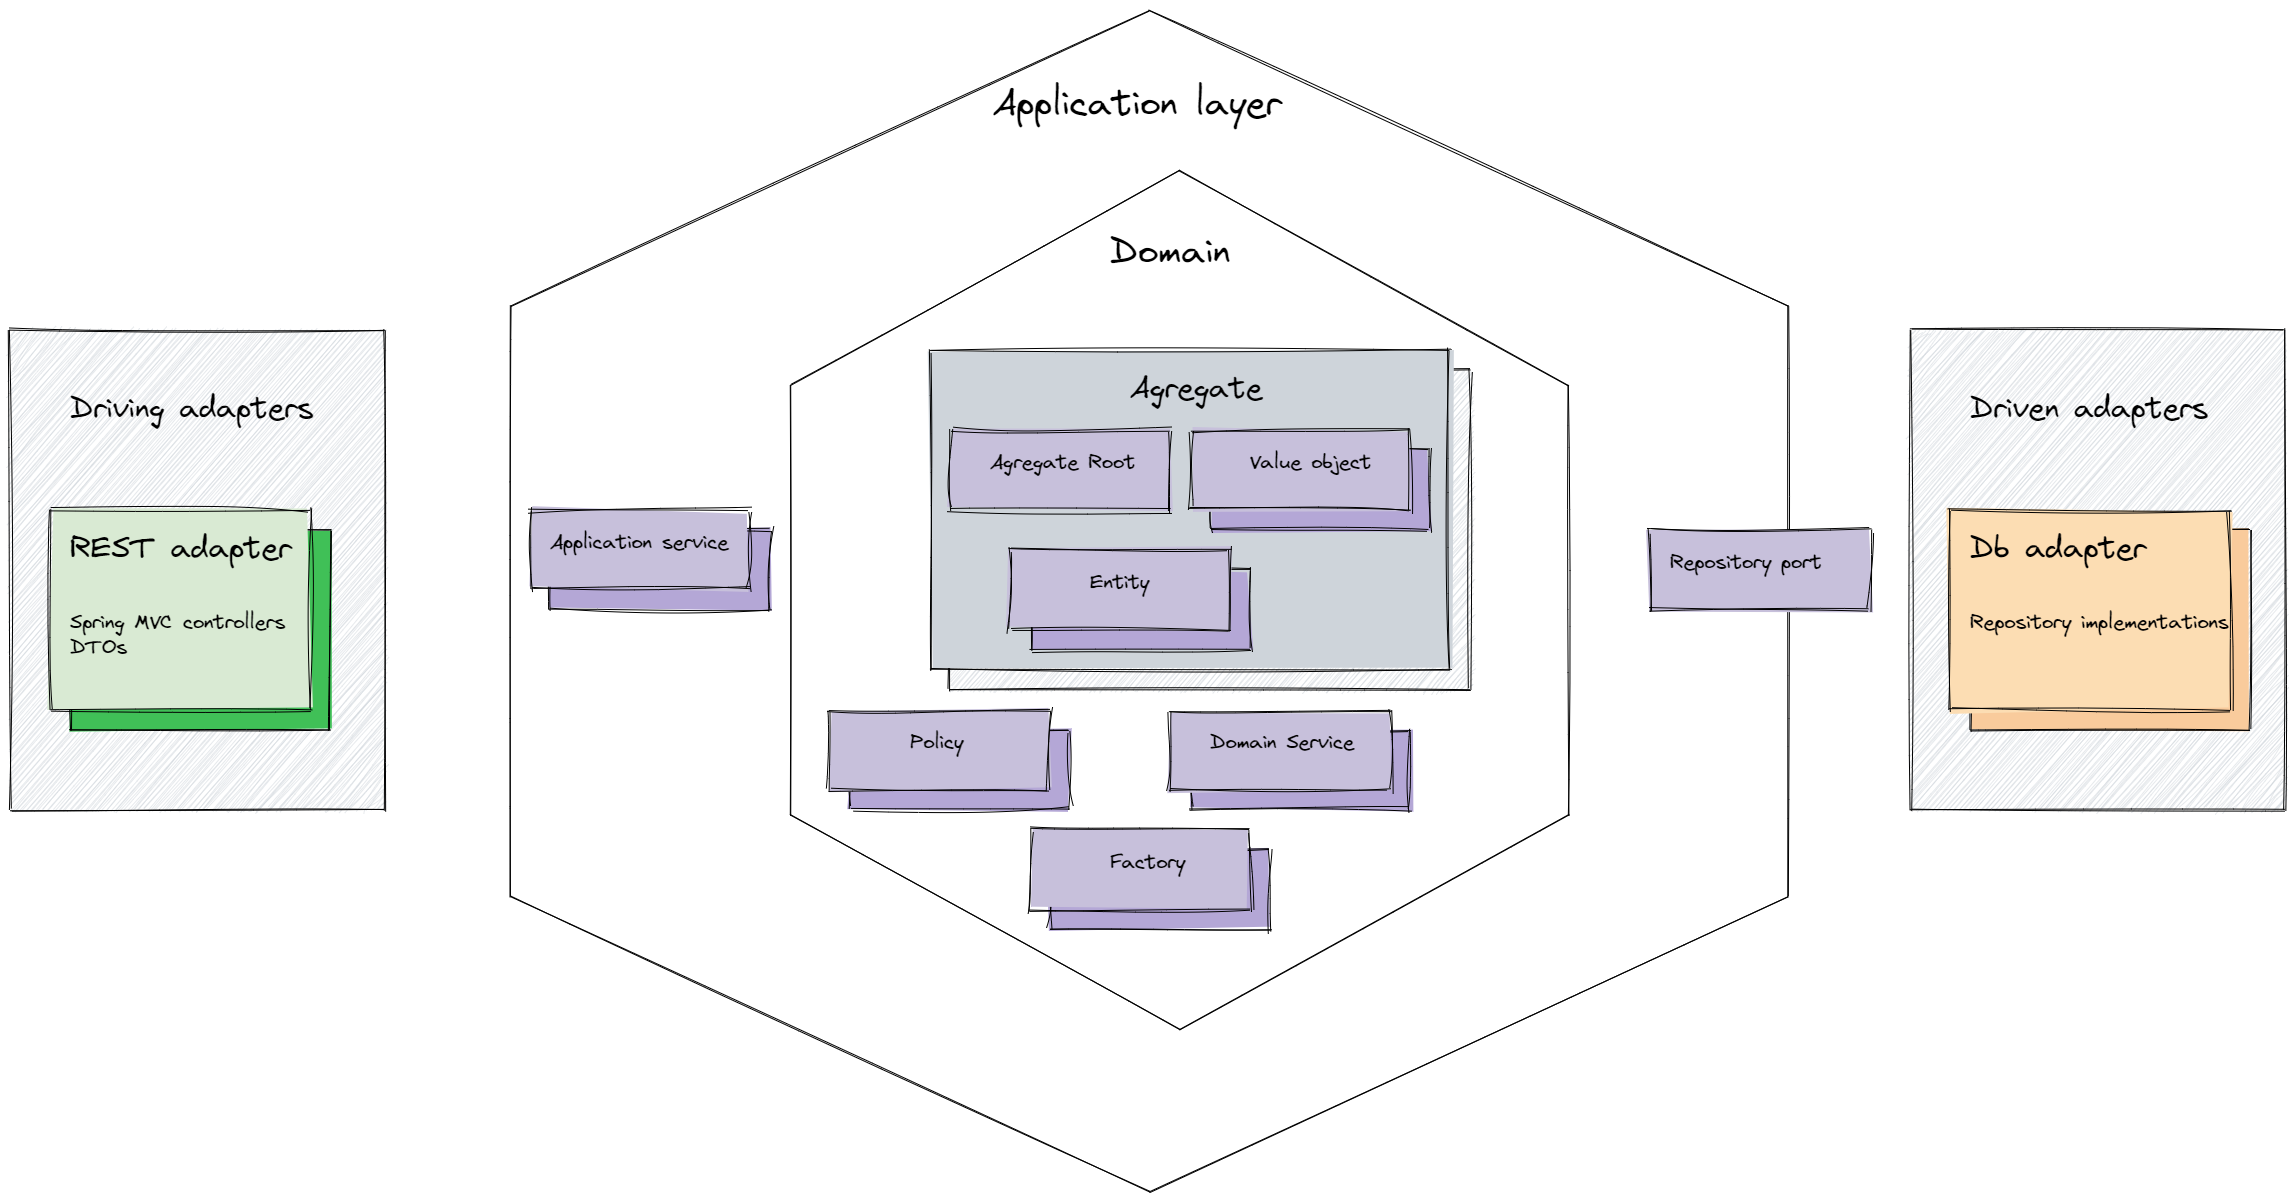 Application layer
Domain
Driving adapters
REST adapter
Spring MVC controllers
DTOs
Application service
Agregate
Agregate Root
Value object
Entity
Policy
Domain Service
Factory
Repository port
Driven adapters
Db adapter
Repository implementations